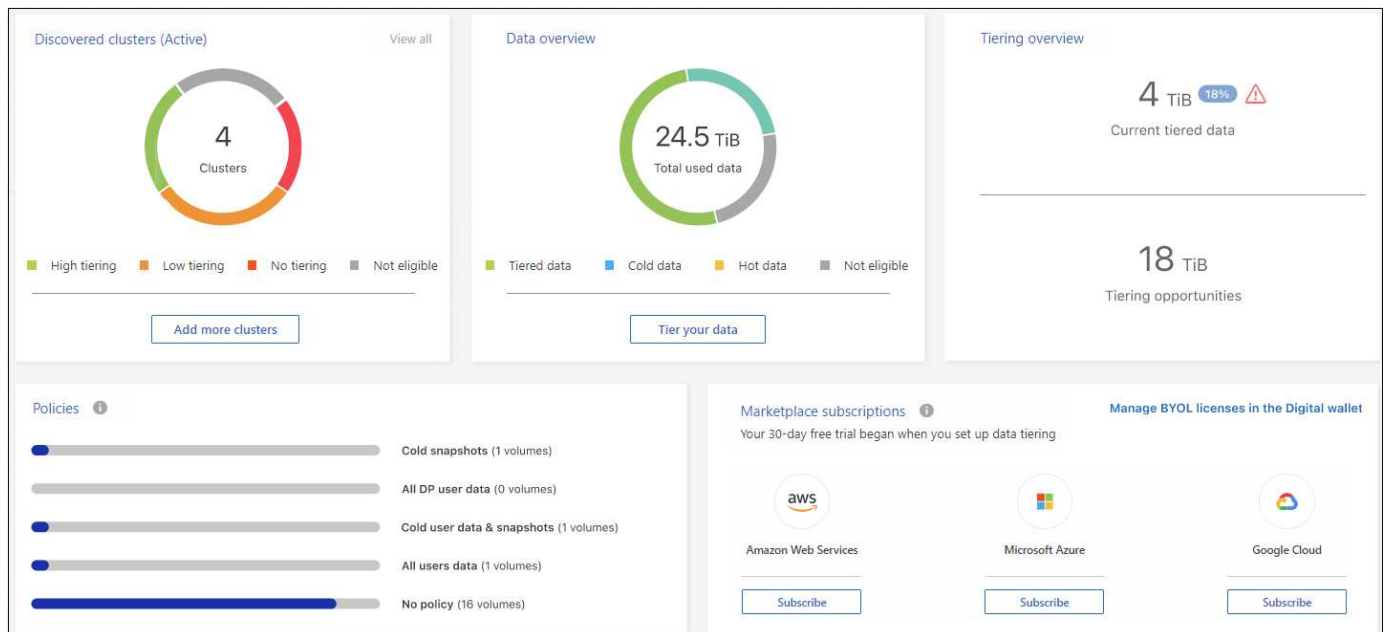 Discovered clusters (Active)
View all
4
Clusters
High tiering
Low tiering
No tiering
Not eligible
Add more clusters
Data overview
24.5 TiB
Total used data
Tiered data
Cold data
Hot data
Not eligible
Tier your data
Tiering overview
4 TiB 18%
Current tiered data
18 TiB
Tiering opportunities
Policies
Cold snapshots (1 volumes)
All DP user data (0 volumes)
Cold user data & snapshots (1 volumes)
All users data (1 volumes)
No policy (16 volumes)
Marketplace subscriptions
Manage BYOL licenses in the Digital wallet
Your 30-day free trial began when you set up data tiering
aws
Amazon Web Services
Subscribe
Microsoft Azure
Subscribe
Google Cloud
Subscribe